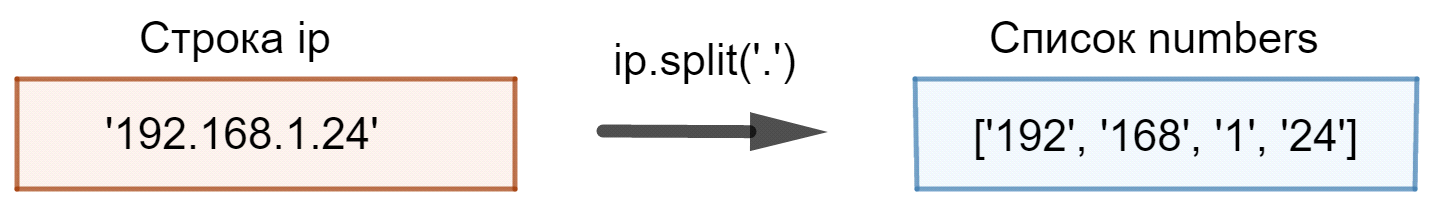 Строка ip
ip.split('.')
Список numbers
'192.168.1.24'
['192', '168', '1', '24']